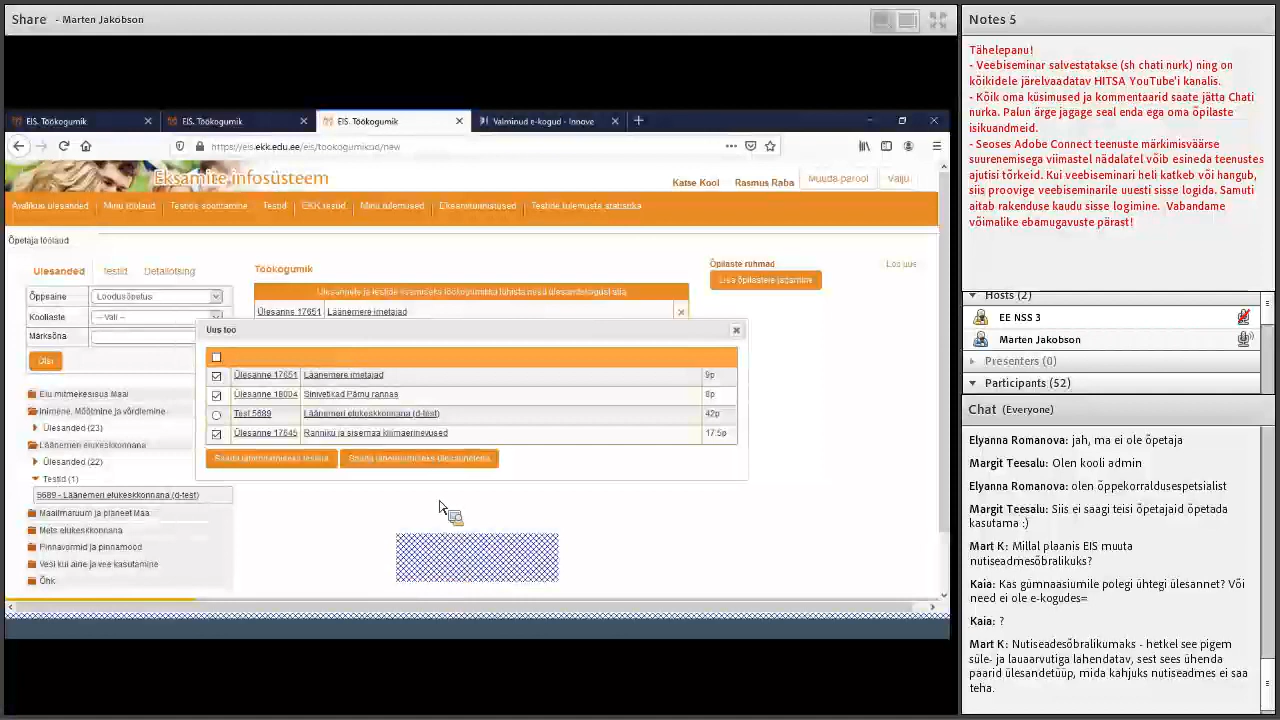 Share - Marten Jakobson
EIS. Töökogumik
EIS. Töökogumik
EIS. Töökogumik
Valminud e-kogud - Innove
https://eis.ekk.edu.ee/eis/tookogumikud/new
Eksamite infosüsteem
Katse Kool Rasmus Raba Muuda parool Välju
Avalikud ülesanded Minu töölaud Testide sooritamine Testid EKK testid Minu tulemused Eksamitunnistused Testide tulemuste statistika
Õpetaja töölaud
Ülesanded Testid Detailotsing
Õppeaine Loodusõpetus
Kooliaste -- Vali --
Märksõna
Otsi
Elu mitmekesisus Maal
Inimene, Mõõtmine ja võrdlemine
Ülesanded (23)
Läänemeri elukeskkonnana
Ülesanded (22)
Testid (1)
5689 - Läänemeri elukeskkonnana (d-test)
Maailmaruum ja planeet Maa
Mets elukeskkonnana
Pinnavormid ja pinnamood
Vesi kui aine ja vee kasutamine
Õhk
Töökogumik
Ülesande 17651 Läänemere imetajad
Õpilaste rühmad
Lisa õpilastele jagamine
Loo uus
Uus töö
Ülesanne 17651 Läänemere imetajad 9p
Ülesanne 18004 Sinivetikad Pärnu rannas 8p
Test 5689 Läänemeri elukeskkonnana (d-test) 42p
Ülesanne 17645 Ranniku ja sisemaa kliimaerinevused 17.5p
Saada lahendamiseks testina Saada lahendamiseks ülesannetena
Notes 5
Tähelepanu!
- Veebiseminar salvestatakse (sh chati nurk) ning on
kõikidele järelvaadatav HITSA YouTube'i kanalis.
- Kõik oma küsimused ja kommentaarid saate jätta Chati
nurka. Palun ärge jagage seal enda ega oma õpilaste
isikuandmeid.
- Seoses Adobe Connect teenuste märkimisväärse
suurenemisega viimastel nädalatel võib esineda teenustes
ajutisi tõrkeid. Kui veebiseminari heli katkeb või hangub,
siis proovige veebiseminarile uuesti sisse logida. Samuti
aitab rakenduse kaudu sisse logimine. Vabandame
võimalike ebamugavuste pärast!
Hosts (2)
EE NSS 3
Marten Jakobson
Presenters (0)
Participants (52)
Chat (Everyone)
Elyanna Romanova: jah, ma ei ole õpetaja
Margit Teesalu: Olen kooli admin
Elyanna Romanova: olen õppekorraldusespetsialist
Margit Teesalu: Siis ei saagi teisi õpetajaid õpetada
kasutama :)
Mart K: Millal plaanis EIS muuta
nutiseadmesõbralikuks?
Kaia: Kas gümnaasiumile polegi ühtegi ülesannet? Või
need ei ole e-kogudes=
Kaia: ?
Mart K: Nutiseadesõbralikumaks - hetkel see pigem
süle- ja lauaarvutiga lahendatav, sest sees ühenda
paarid ülesandetüüp, mida kahjuks nutiseadmes ei saa
teha.